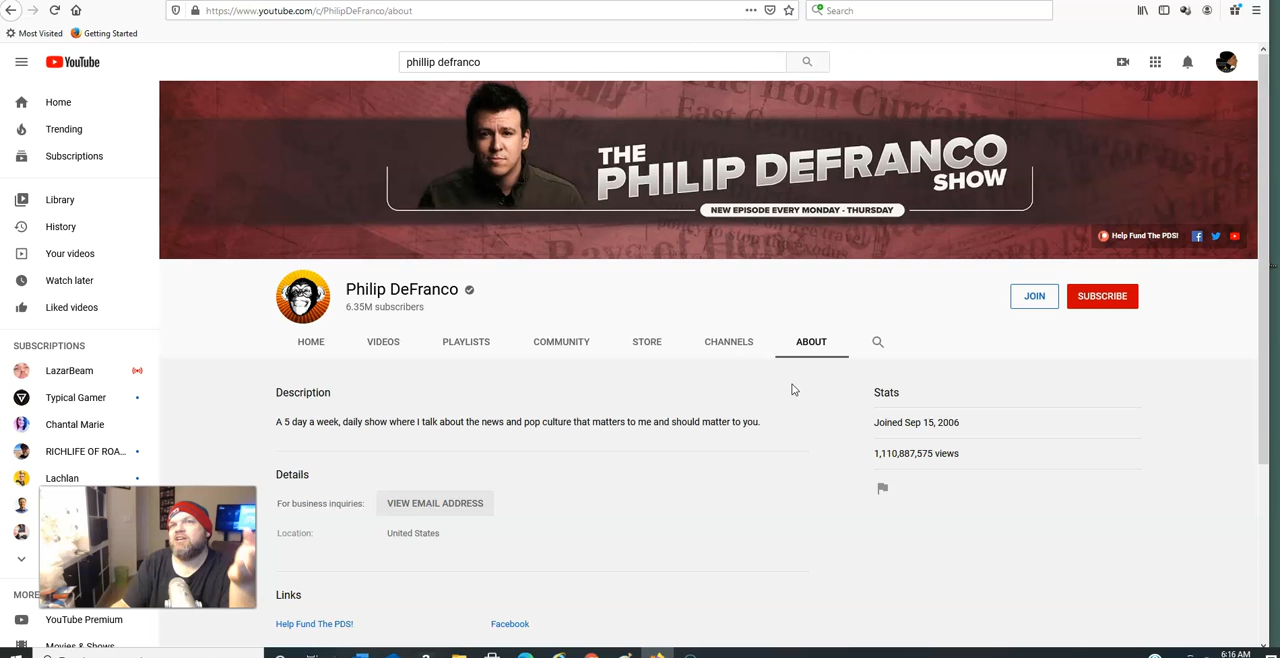 https://www.youtube.com/c/PhilipDeFranco/about
Search
Most Visited
Getting Started
YouTube
phillip defranco
Home
Trending
Subscriptions
Library
History
Your videos
Watch later
Liked videos
SUBSCRIPTIONS
LazarBeam
Typical Gamer
Chantal Marie
RICHLIFE OF ROA...
Lachlan
MORE
YouTube Premium
Movies & Shows
East
Iron Curtain
THE
PHILIP DEFRANCO
SHOW
NEW EPISODE EVERY MONDAY - THURSDAY
Help Fund The PDS!
Philip DeFranco
6.35M subscribers
JOIN
SUBSCRIBE
HOME
VIDEOS
PLAYLISTS
COMMUNITY
STORE
CHANNELS
ABOUT
Description
A 5 day a week, daily show where I talk about the news and pop culture that matters to me and should matter to you.
Details
For business inquiries:
VIEW EMAIL ADDRESS
Location:
United States
Links
Help Fund The PDS!
Facebook
Stats
Joined Sep 15, 2006
1,110,887,575 views
6:16 AM